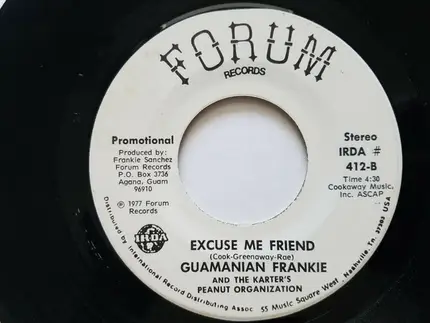 FORUM
RECORDS
Promotional
Produced by:
Frankie Sanchez
Forum Records
P.O. Box 3736
Agana, Guam
96910
℗ 1977 Forum
Records
Stereo
IRDA #
412-B
Time 4:30
Cookaway Music,
Inc. ASCAP
IRDA
EXCUSE ME FRIEND
(Cook-Greenaway-Rae)
GUAMANIAN FRANKIE
AND THE KARTER'S
PEANUT ORGANIZATION
Distributed by International Record Distributing Assoc. 55 Music Square West, Nashville, Tn. 37203 USA